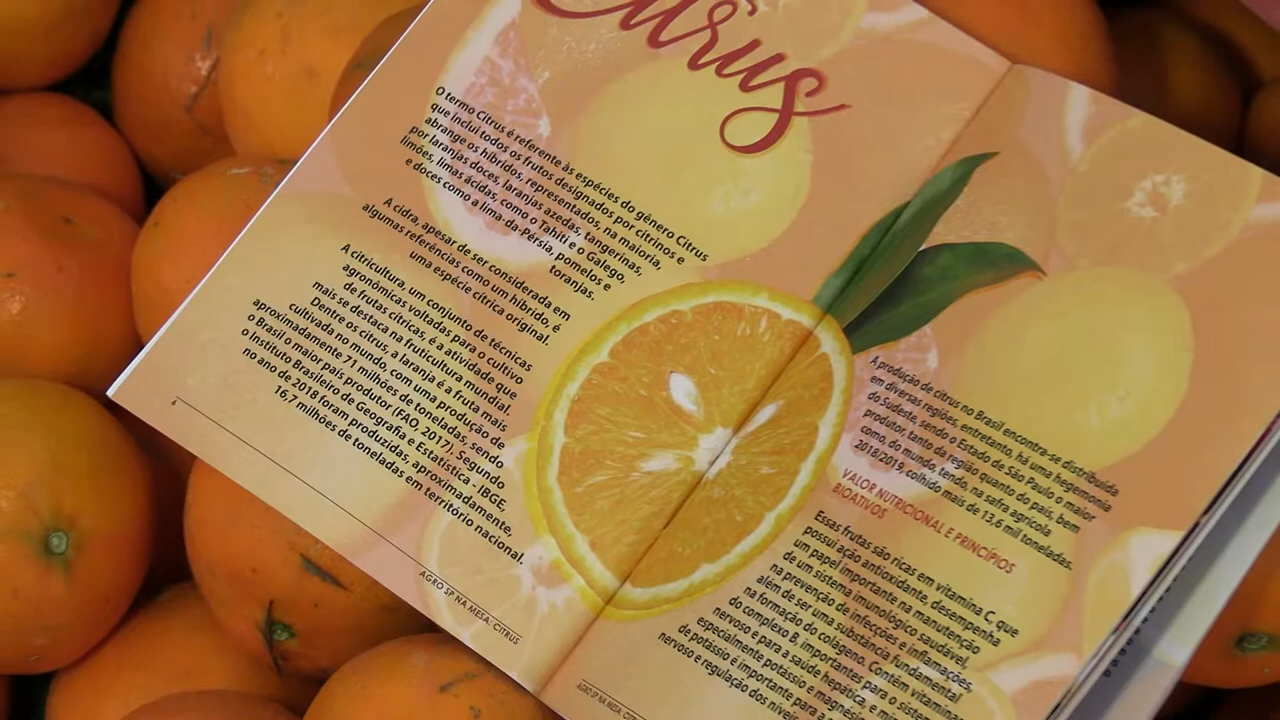 Citrus
O termo Citrus é referente às espécies do gênero Citrus
que inclui todos os frutos designados por citrinos e
abrange os híbridos, representados, na maioria,
por laranjas doces, laranjas azedas, tangerinas,
limões, limas ácidas, como o Tahiti e o Galego,
e doces como a lima-da-Pérsia, pomelos e
toranjas.
A cidra, apesar de ser considerada em
algumas referências como um híbrido, é
uma espécie cítrica original.
A citricultura, um conjunto de técnicas
agronômicas voltadas para o cultivo
de frutas cítricas, é a atividade que
mais se destaca na fruticultura mundial.
Dentre os citrus, a laranja é a fruta mais
cultivada no mundo, com uma produção de
aproximadamente 71 milhões de toneladas, sendo
o Brasil o maior país produtor (FAO, 2017). Segundo
o Instituto Brasileiro de Geografia e Estatística - IBGE,
no ano de 2018 foram produzidas, aproximadamente,
16,7 milhões de toneladas em território nacional.
6
AGRO SP NA MESA: CITRUS
A produção de citrus no Brasil encontra-se distribuída
em diversas regiões, entretanto, há uma hegemonia
do Sudeste, sendo o Estado de São Paulo o maior
produtor, tanto da região quanto do país, bem
como, do mundo, tendo, na safra agrícola
2018/2019, colhido mais de 13,6 mil toneladas.
VALOR NUTRICIONAL E PRINCÍPIOS
BIOATIVOS
Essas frutas são ricas em vitamina C, que
possui ação antioxidante, desempenha
um papel importante na manutenção
de um sistema imunológico saudável,
na prevenção de infecções e inflamações,
além de ser uma substância fundamental
na formação do colágeno. Contêm vitaminas
do complexo B, importantes para o sistema
nervoso e para a saúde hepática, e
especialmente potássio e magnésio
de potássio é importante para a
nervoso e regulação dos níveis
AGRO SP NA MESA: